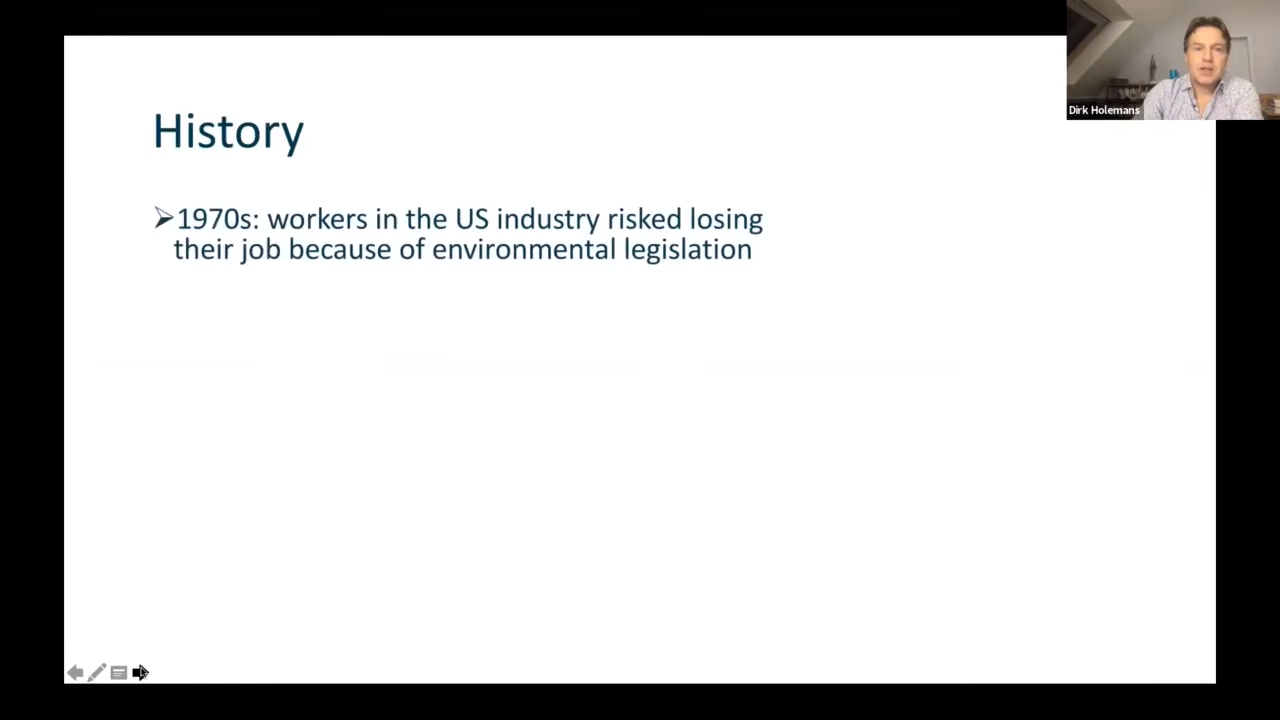 Dirk Holemans
History
➢1970s: workers in the US industry risked losing
their job because of environmental legislation